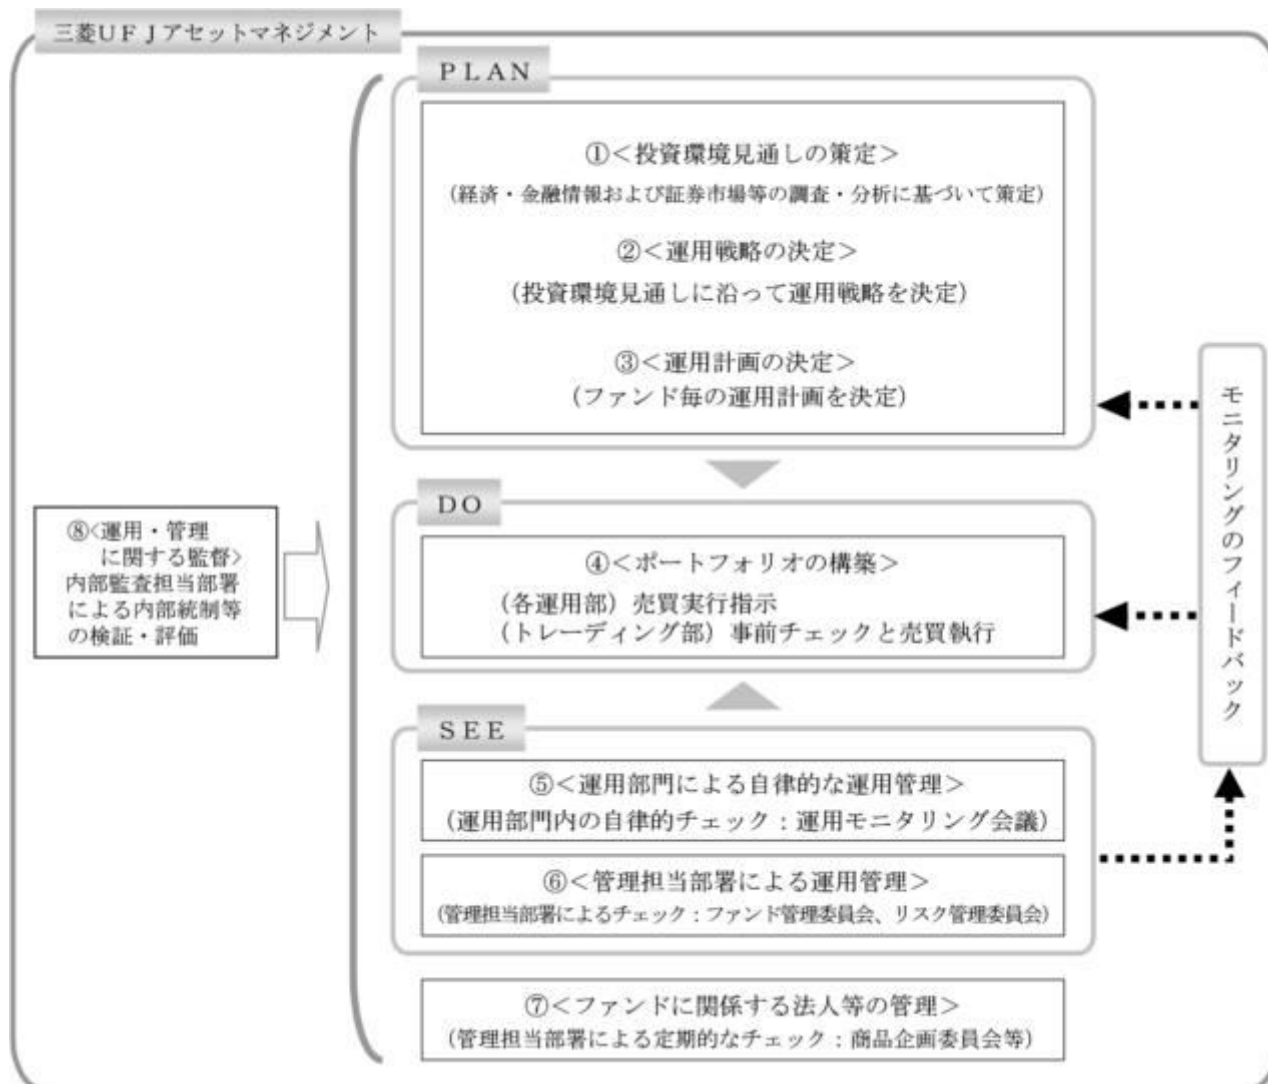 三菱ＵＦＪアセットマネジメント
ＰＬＡＮ
①＜投資環境見通しの策定＞
（経済・金融情報および証券市場等の調査・分析に基づいて策定）
②＜運用戦略の決定＞
（投資環境見通しに沿って運用戦略を決定）
③＜運用計画の決定＞
（ファンド毎の運用計画を決定）
ＤＯ
④＜ポートフォリオの構築＞
（各運用部）売買実行指示
（トレーディング部）事前チェックと売買執行
ＳＥＥ
⑤＜運用部門による自律的な運用管理＞
（運用部門内の自律的チェック：運用モニタリング会議）
⑥＜管理担当部署による運用管理＞
（管理担当部署によるチェック：ファンド管理委員会、リスク管理委員会）
⑦＜ファンドに関係する法人等の管理＞
（管理担当部署による定期的なチェック：商品企画委員会等）
⑧<運用・管理
に関する監督>
内部監査担当部署
による内部統制等
の検証・評価
モニタリングのフィードバック